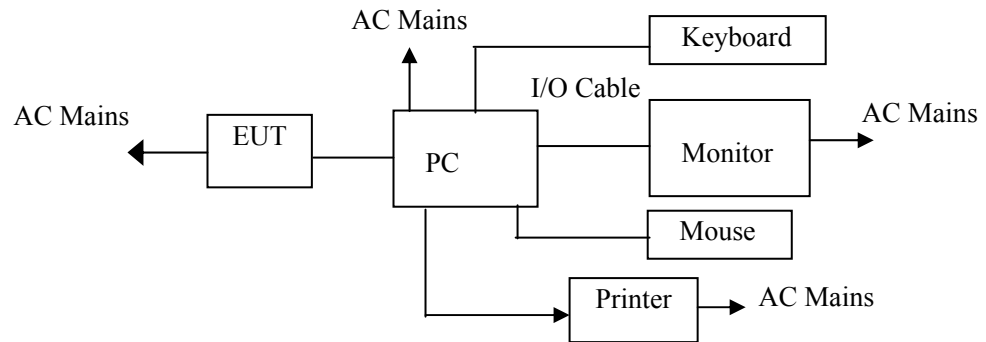 AC Mains
Keyboard
I/O Cable
AC Mains
EUT
PC
Monitor
AC Mains
Mouse
Printer
AC Mains